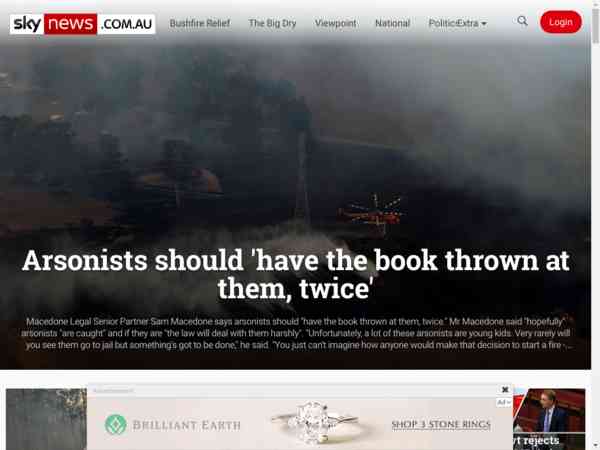 sky news .COM.AU Bushfire Relief The Big Dry Viewpoint National Politics Extra Login
Arsonists should 'have the book thrown at
them, twice'
Macedone Legal Senior Partner Sam Macedone says arsonists should "have the book thrown at them, twice." Mr Macedone said "hopefully"
arsonists "are caught" and if they are "the law will deal with them harshly". "Unfortunately, a lot of these arsonists are young kids. Very rarely will
you see them go to jail but something's got to be done," he said. "You just can't imagine how anyone would make that decision to start a fire -...
Advertisement
Ad
BRILLIANT EARTH SHOP 3 STONE RINGS
rejects